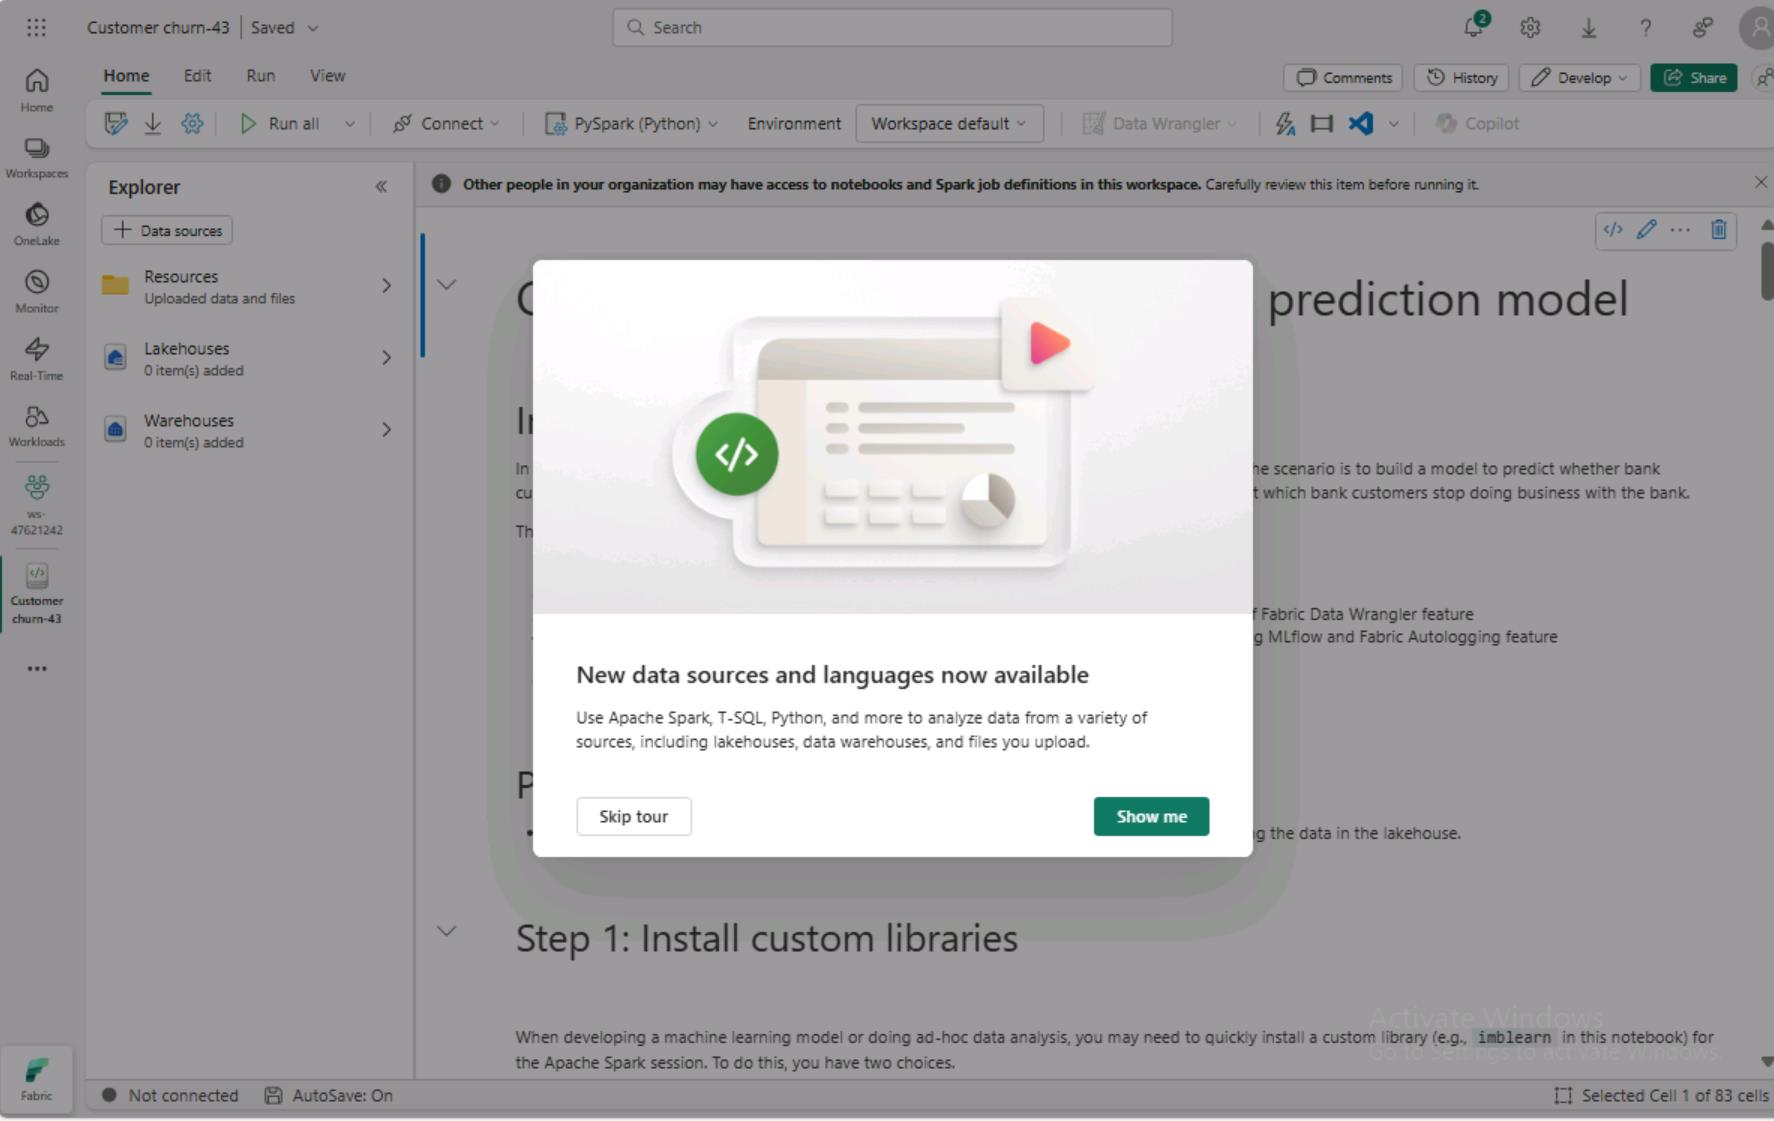 Customer churn-43 | Saved
Search
2
Home
Edit
Run
View
Comments
History
Develop
Share
Run all
Connect
PySpark (Python)
Environment
Workspace default
Data Wrangler
Copilot
Home
Workspaces
OneLake
Monitor
Real-Time
Workloads
ws-
47621242
Customer
churn-43
Fabric
Explorer
Data sources
Resources
Uploaded data and files
Lakehouses
0 item(s) added
Warehouses
0 item(s) added
Other people in your organization may have access to notebooks and Spark job definitions in this workspace. Carefully review this item before running it.
prediction model
In
he scenario is to build a model to predict whether bank
cu
t which bank customers stop doing business with the bank.
Th
f Fabric Data Wrangler feature
g MLflow and Fabric Autologging feature
P
g the data in the lakehouse.
New data sources and languages now available
Use Apache Spark, T-SQL, Python, and more to analyze data from a variety of
sources, including lakehouses, data warehouses, and files you upload.
Skip tour
Show me
Step 1: Install custom libraries
When developing a machine learning model or doing ad-hoc data analysis, you may need to quickly install a custom library (e.g., imblearn in this notebook) for
the Apache Spark session. To do this, you have two choices.
Activate Windows
Go to Settings to activate Windows.
Not connected
AutoSave: On
Selected Cell 1 of 83 cells